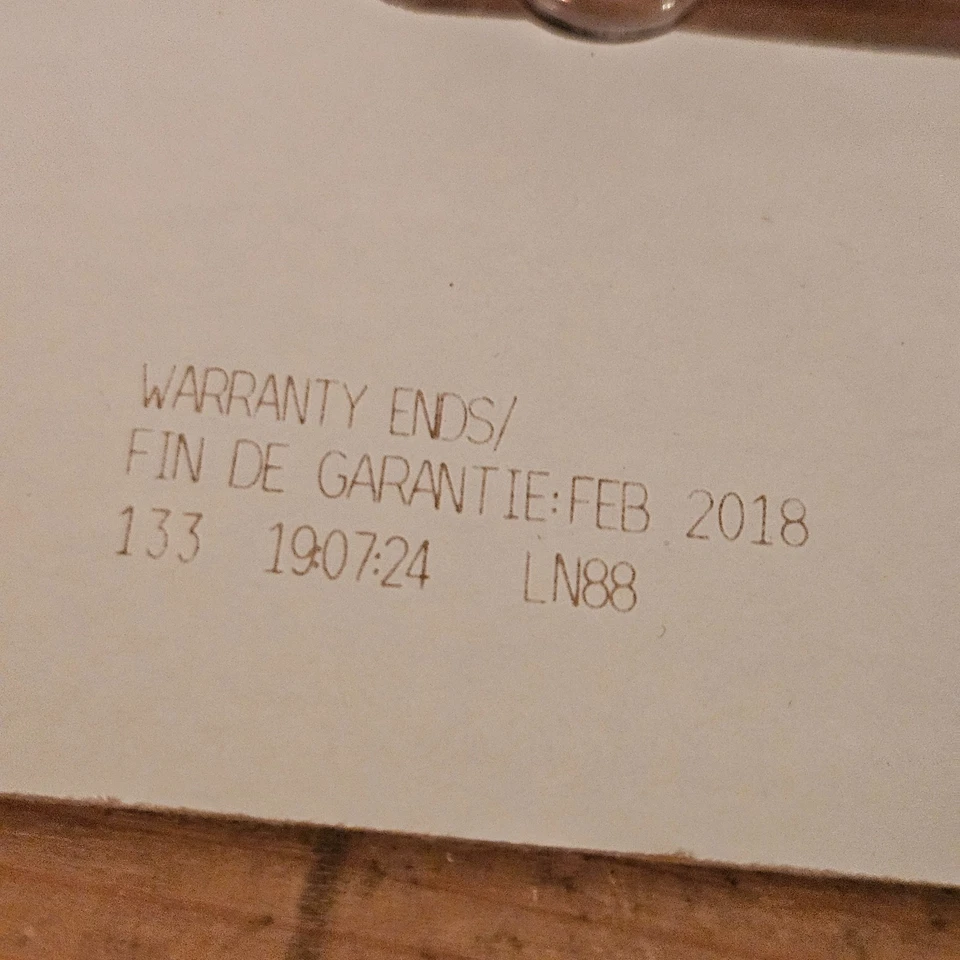 WARRANTY ENDS/
FIN DE GARANTIE:FEB 2018
133 19:07:24 LN88